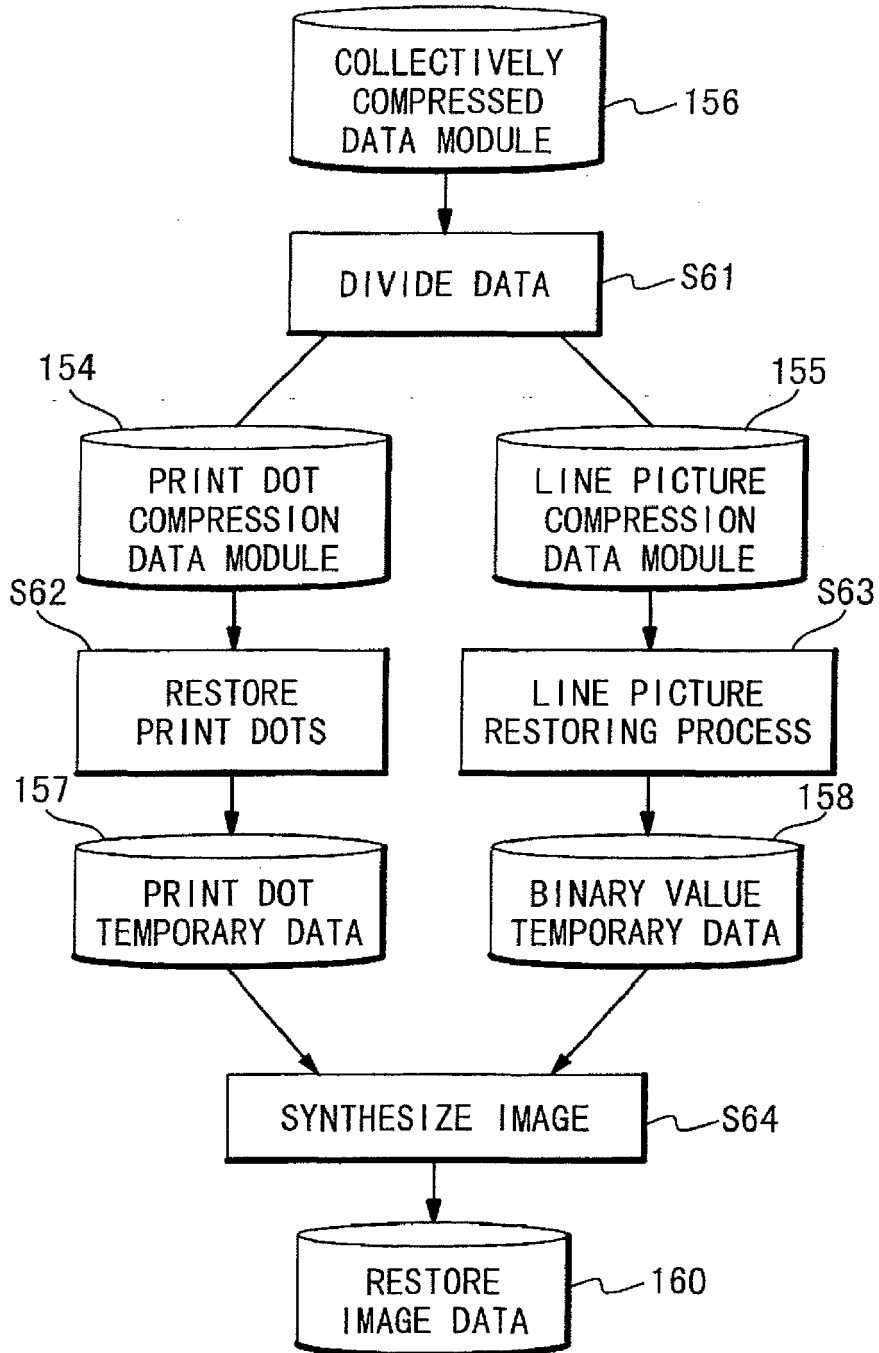 COLLECTIVELY
COMPRESSED
DATA MODULE
156
DIVIDE DATA
S61
154
155
PRINT DOT
COMPRESSION
DATA MODULE
LINE PICTURE
COMPRESSION
DATA MODULE
S62
S63
RESTORE
PRINT DOTS
LINE PICTURE
RESTORING PROCESS
157
158
PRINT DOT
TEMPORARY DATA
BINARY VALUE
TEMPORARY DATA
SYNTHESIZE IMAGE
S64
RESTORE
IMAGE DATA
160